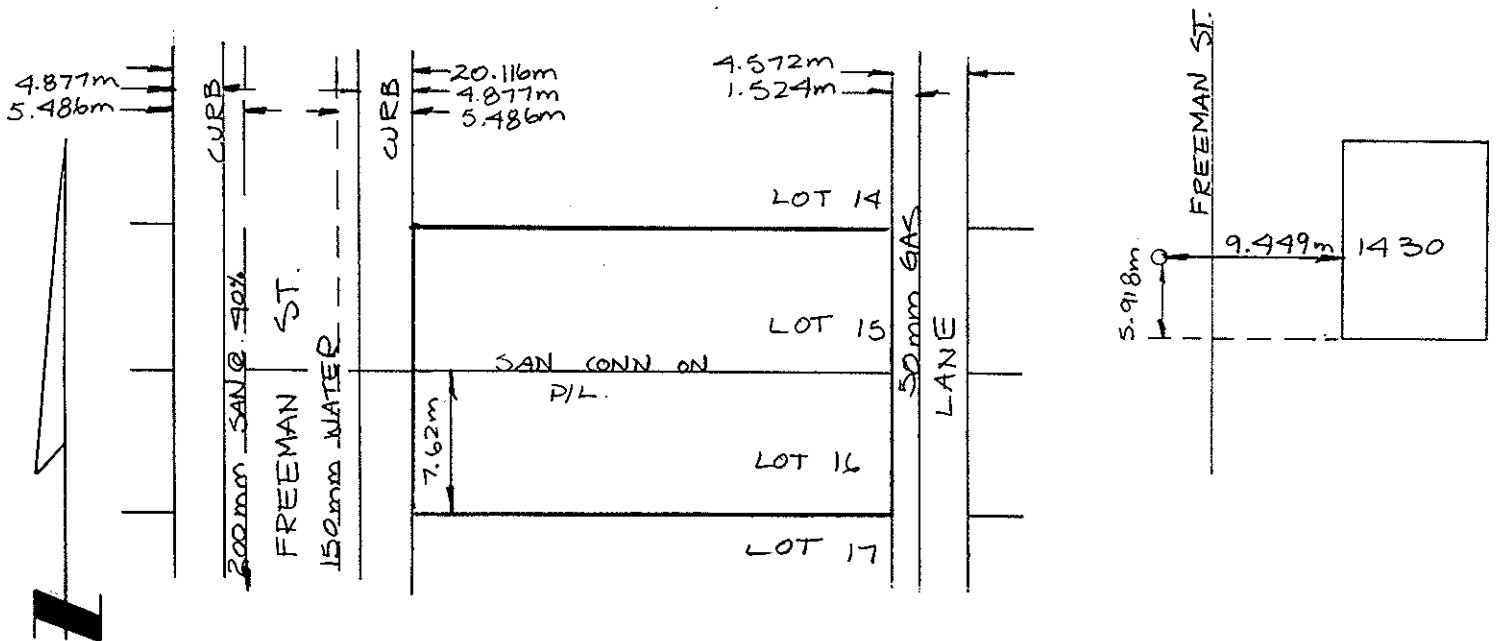 4.877m
5.486m
CURB
20.116m
4.877m
5.486m
CURB
4.572m
1.524m
LOT 14
LOT 15
SAN CONN ON
P/L.
7.62m
LOT 16
LOT 17
200mm SAN @ .40%
FREEMAN ST.
150mm WATER
50mm GAS
LANE
FREEMAN ST.
9.449m
1430
5.918m